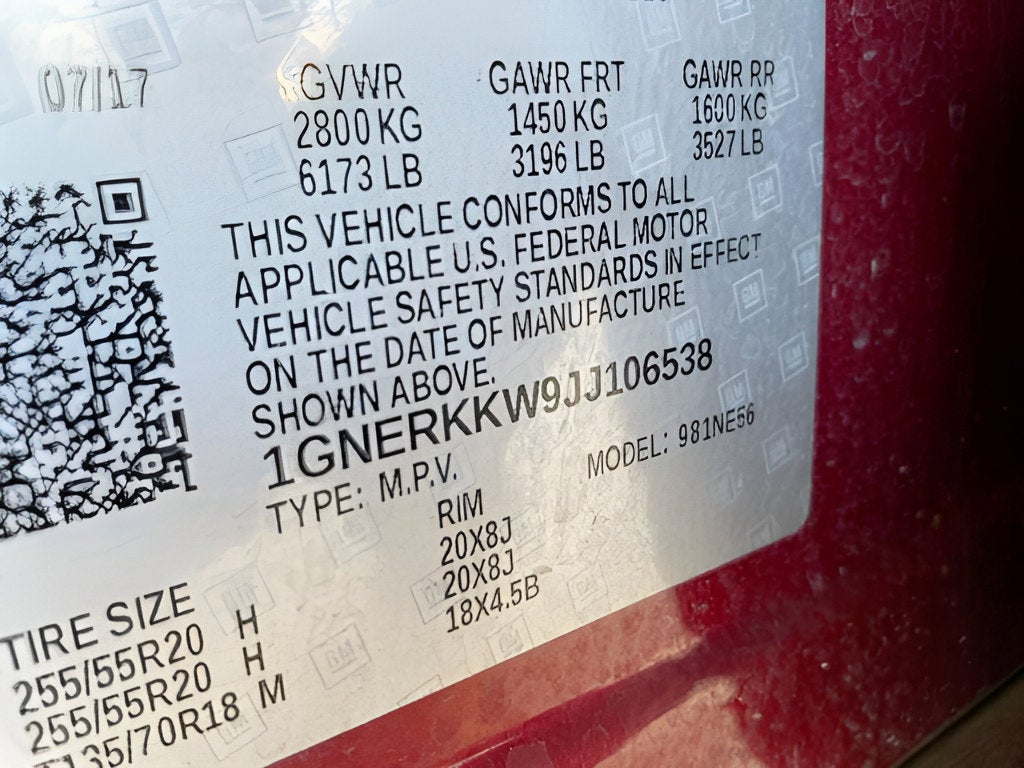 07/17 GVWR GAWR FRT GAWR RR
2800 KG 1450 KG 1600 KG
6173 LB 3196 LB 3527 LB
THIS VEHICLE CONFORMS TO ALL
APPLICABLE U.S. FEDERAL MOTOR
VEHICLE SAFETY STANDARDS IN EFFECT
ON THE DATE OF MANUFACTURE
SHOWN ABOVE.
1GNERKKW9JJ106538
TYPE: M.P.V. MODEL: 981NE56
TIRE SIZE RIM
255/55R20 H 20X8J
255/55R20 H 20X8J
T135/70R18 M 18X4.5B